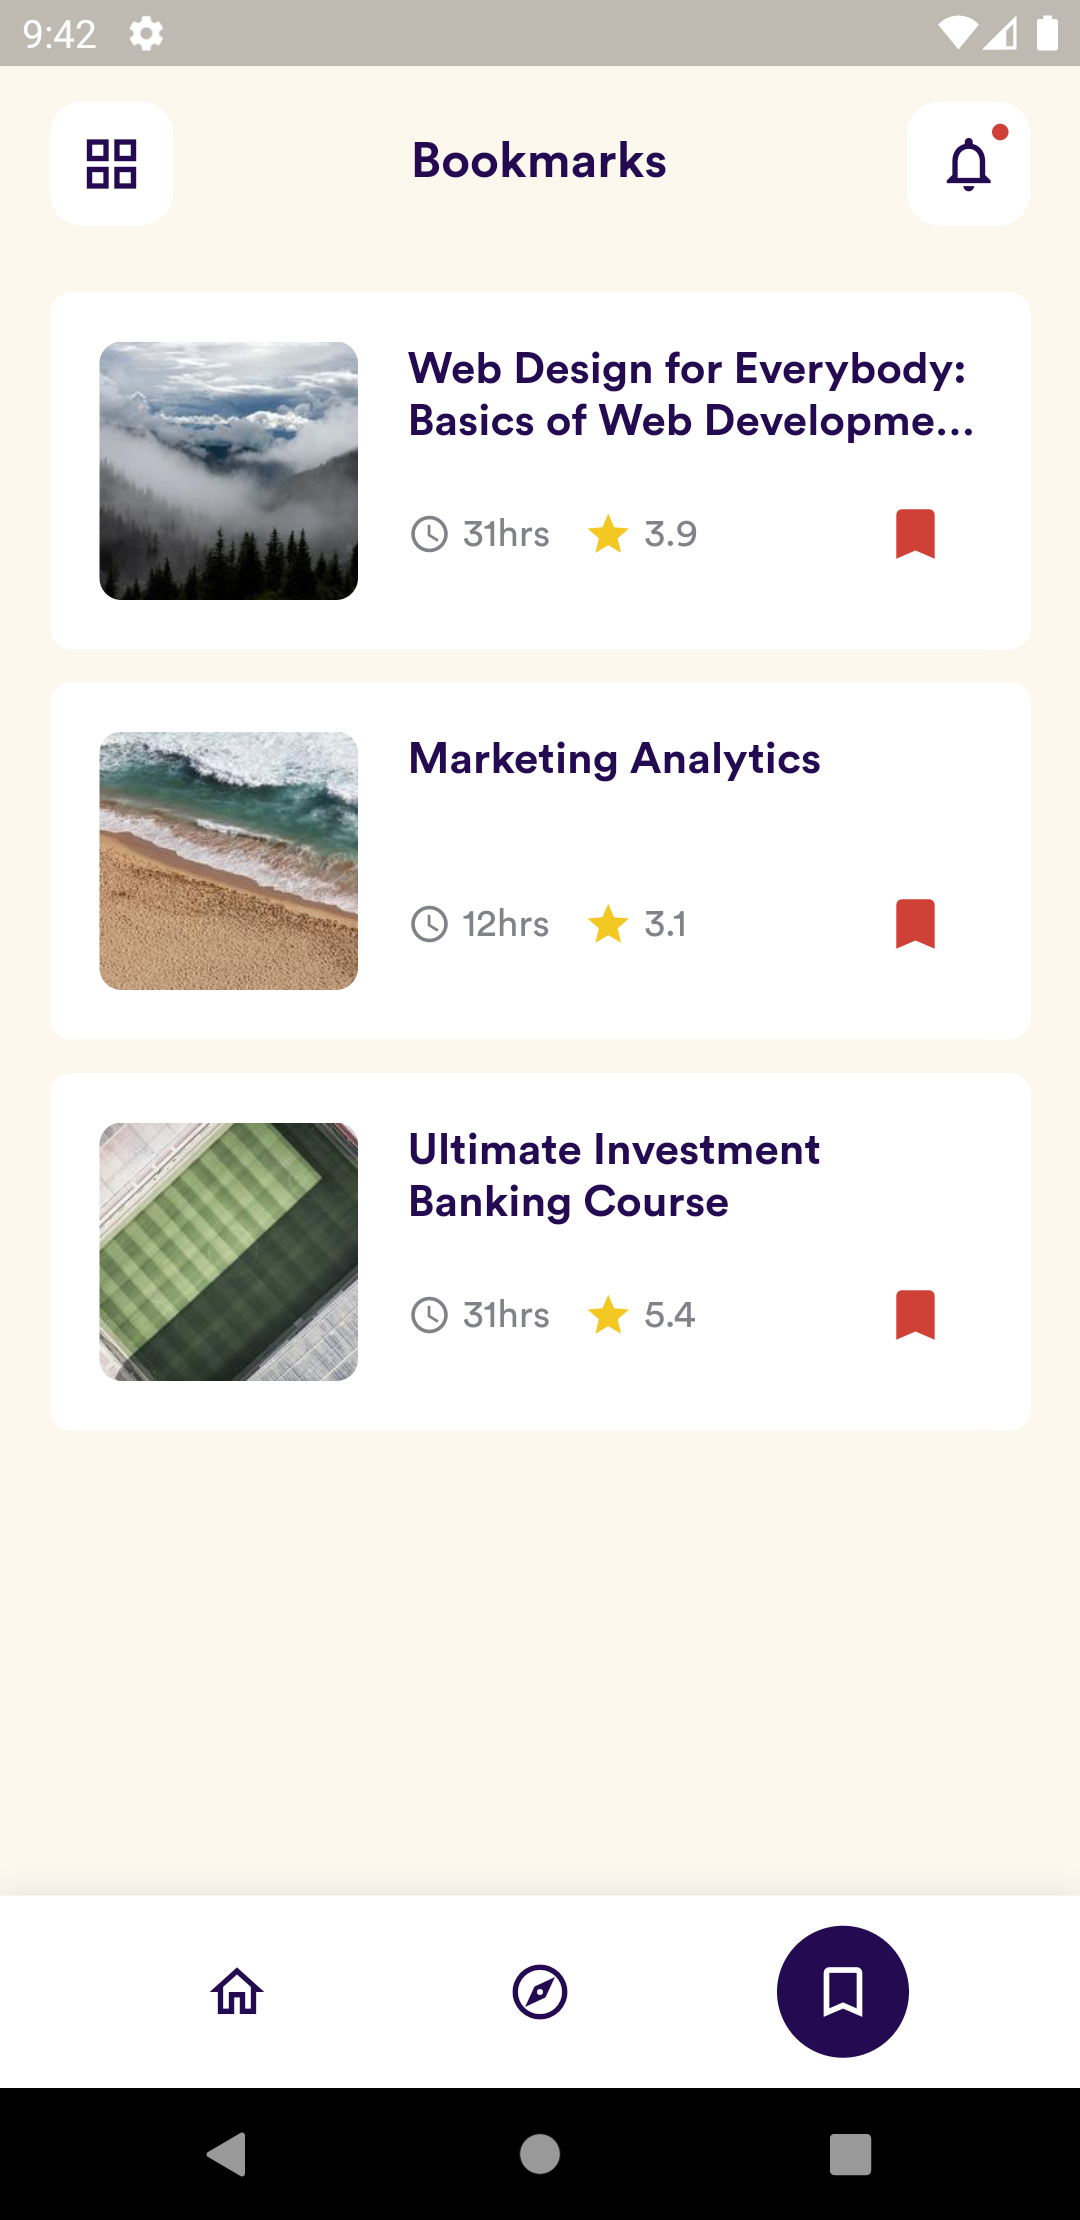 9:42
Bookmarks
Web Design for Everybody:
Basics of Web Developme...
31hrs 3.9
Marketing Analytics
12hrs 3.1
Ultimate Investment
Banking Course
31hrs 5.4